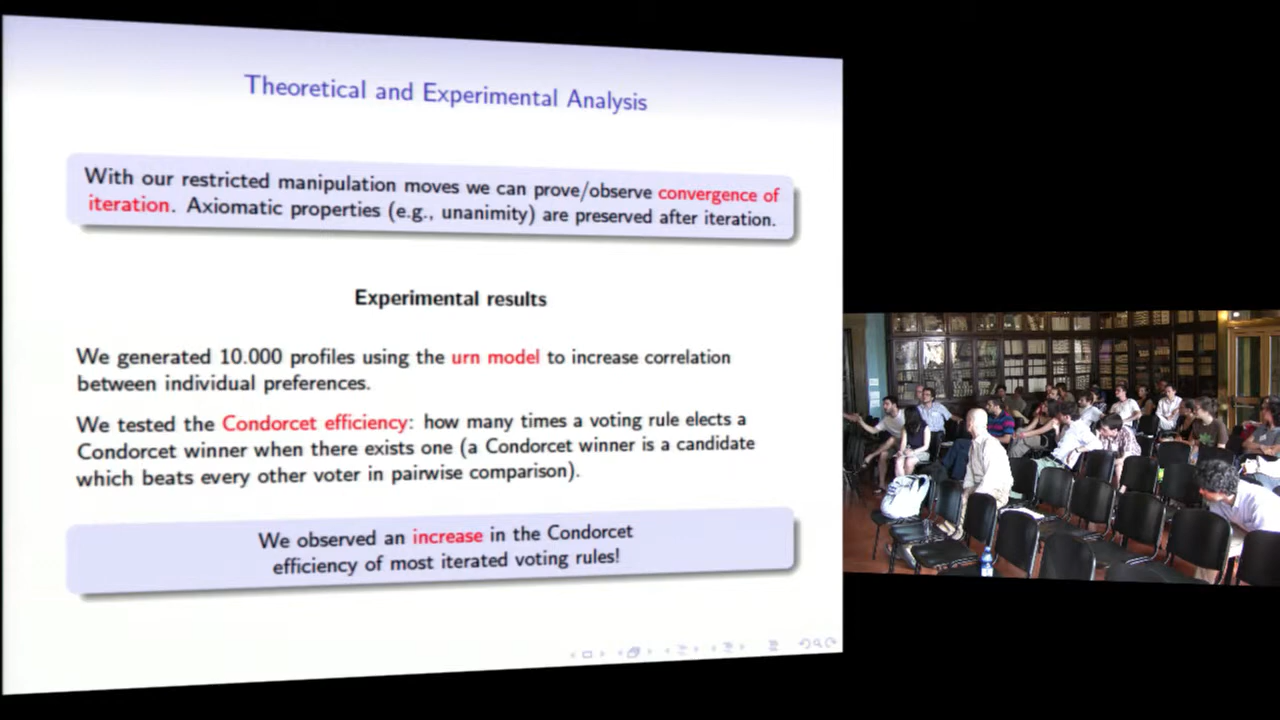 Theoretical and Experimental Analysis
With our restricted manipulation moves we can prove/observe convergence of
iteration. Axiomatic properties (e.g., unanimity) are preserved after iteration.
Experimental results
We generated 10.000 profiles using the urn model to increase correlation
between individual preferences.
We tested the Condorcet efficiency: how many times a voting rule elects a
Condorcet winner when there exists one (a Condorcet winner is a candidate
which beats every other voter in pairwise comparison).
We observed an increase in the Condorcet
efficiency of most iterated voting rules!